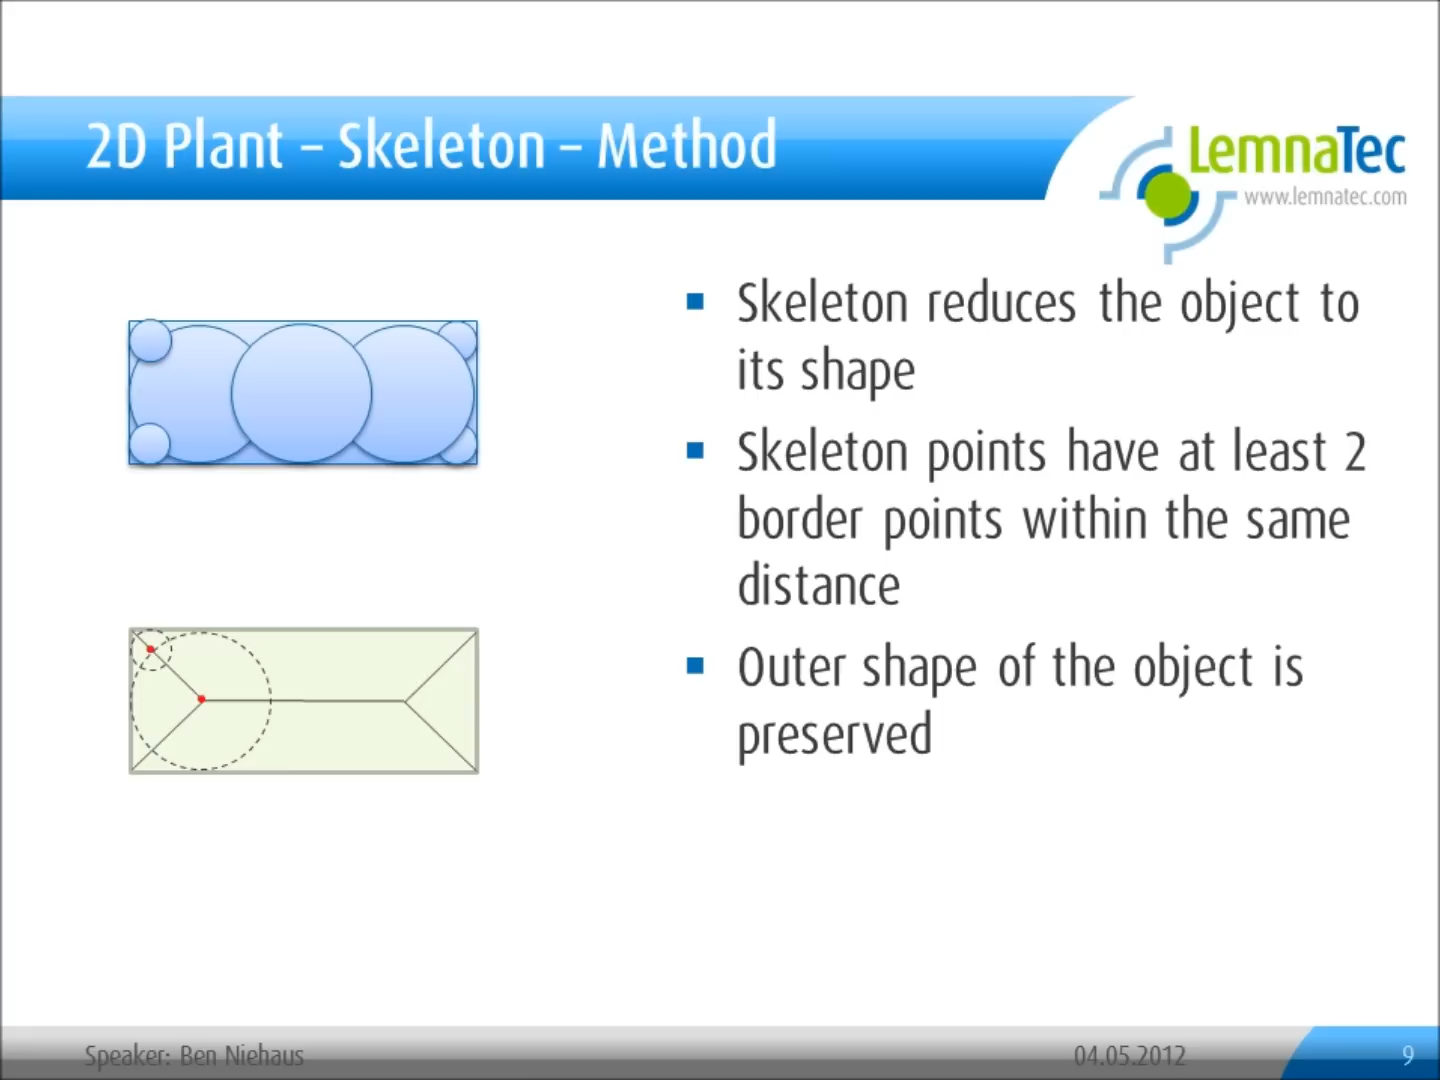 2D Plant – Skeleton – Method
LemnaTec
www.lemnatec.com
▪ Skeleton reduces the object to
its shape
▪ Skeleton points have at least 2
border points within the same
distance
▪ Outer shape of the object is
preserved
Speaker: Ben Niehaus
04.05.2012
9